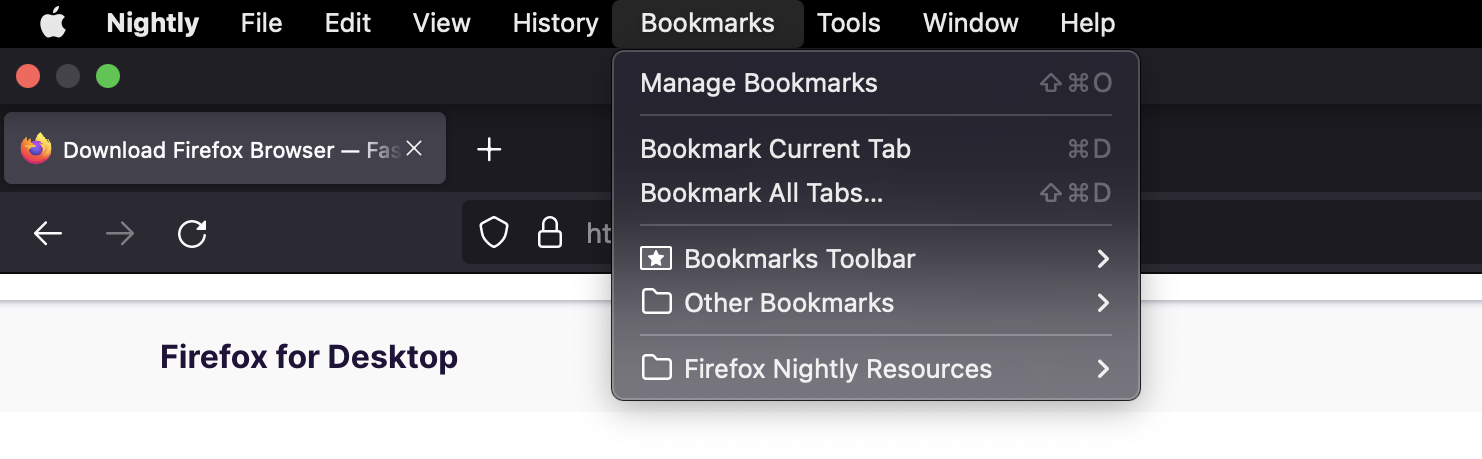 Nightly File Edit View History Bookmarks Tools Window Help
Manage Bookmarks ⇧⌘O
Download Firefox Browser — Fas
Bookmark Current Tab ⌘D
Bookmark All Tabs... ⇧⌘D
ht
Bookmarks Toolbar
Other Bookmarks
Firefox for Desktop
Firefox Nightly Resources